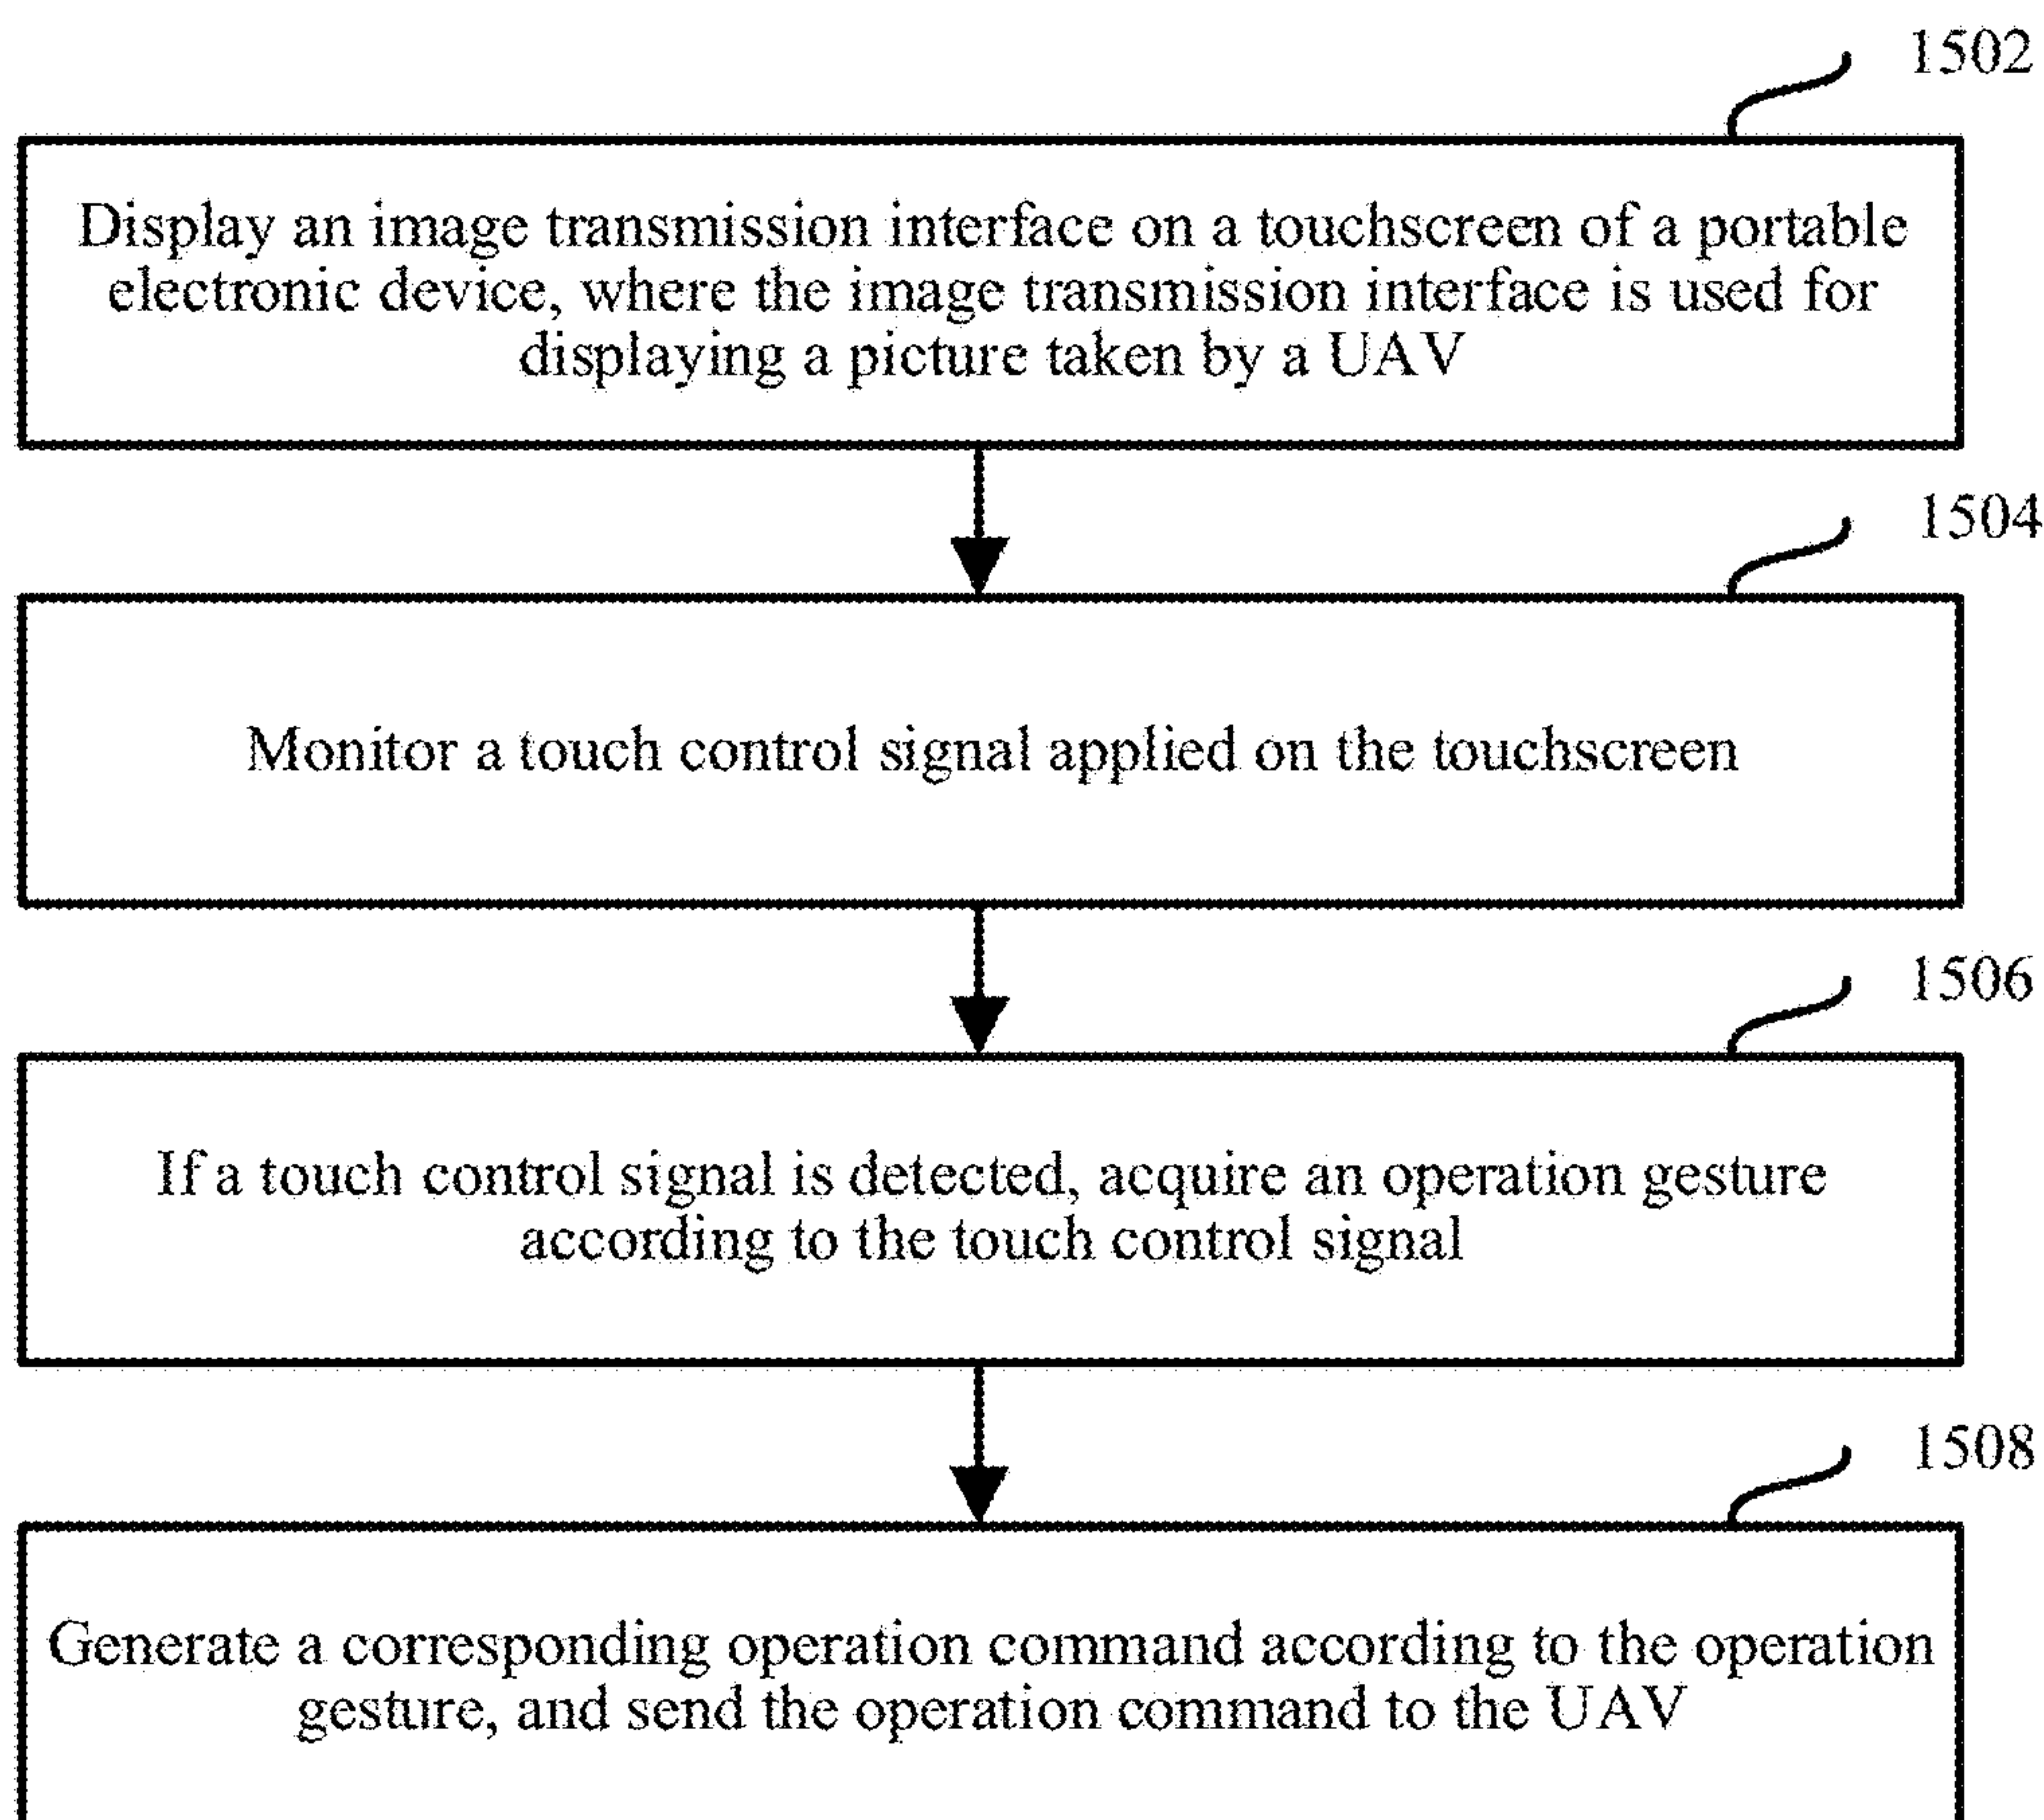 1502
Display an image transmission interface on a touchscreen of a portable
electronic device, where the image transmission interface is used for
displaying a picture taken by a UAV
1504
Monitor a touch control signal applied on the touchscreen
1506
If a touch control signal is detected, acquire an operation gesture
according to the touch control signal
1508
Generate a corresponding operation command according to the operation
gesture, and send the operation command to the UAV